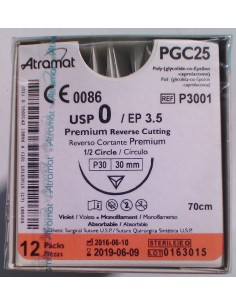 Atramat
PGC25
Poly (glycolide-co-Epsilon
-caprolactone)
CE 0086
REF P3001
USP 0 / EP 3.5
Premium Reverse Cutting
Reverso Cortante Premium
1/2 Circle / Círculo
P30 30 mm
70cm
Violet / Violeta • Monofilament / Monofilamento
Absorbable / Absorbible
12 Packs
Piezas
2016-06-10
2019-06-09
STERILE EO
LOT 0163015